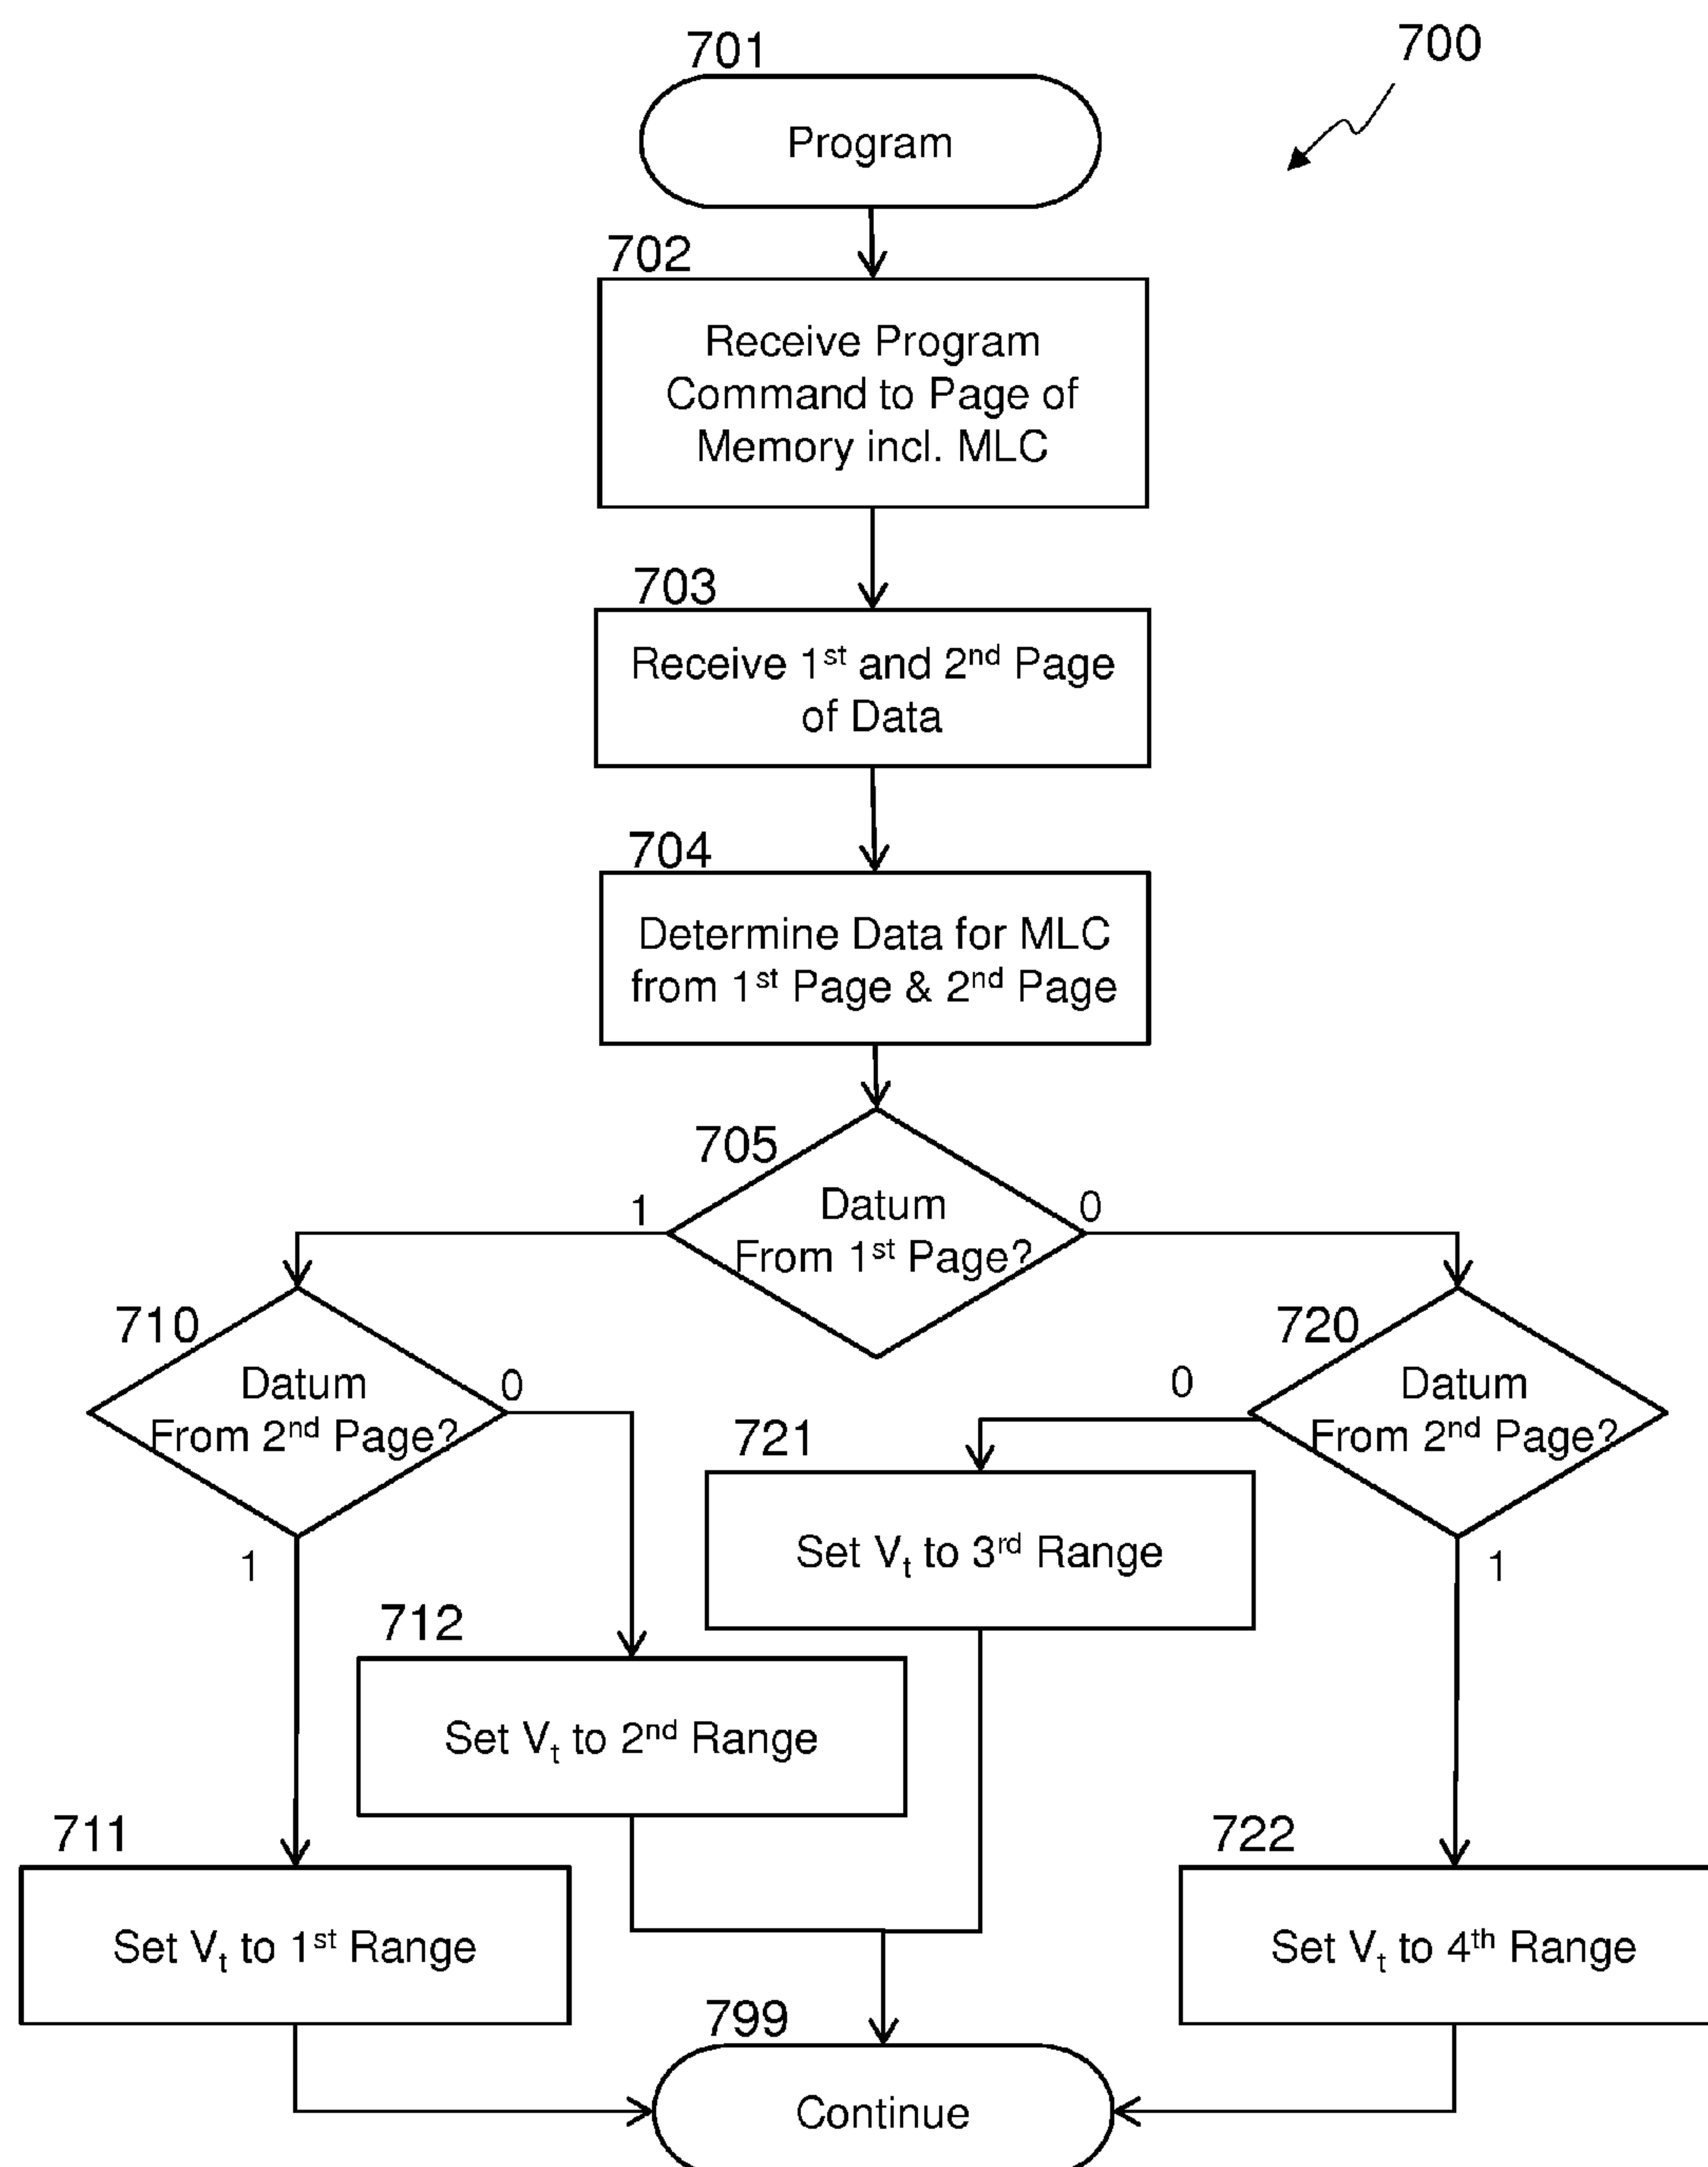 700
701
Program
702
Receive Program
Command to Page of
Memory incl. MLC
703
Receive 1st and 2nd Page
of Data
704
Determine Data for MLC
from 1st Page & 2nd Page
705
Datum
From 1st Page?
1
0
710
Datum
From 2nd Page?
0
1
720
Datum
From 2nd Page?
0
1
721
Set Vt to 3rd Range
712
Set Vt to 2nd Range
711
Set Vt to 1st Range
722
Set Vt to 4th Range
799
Continue